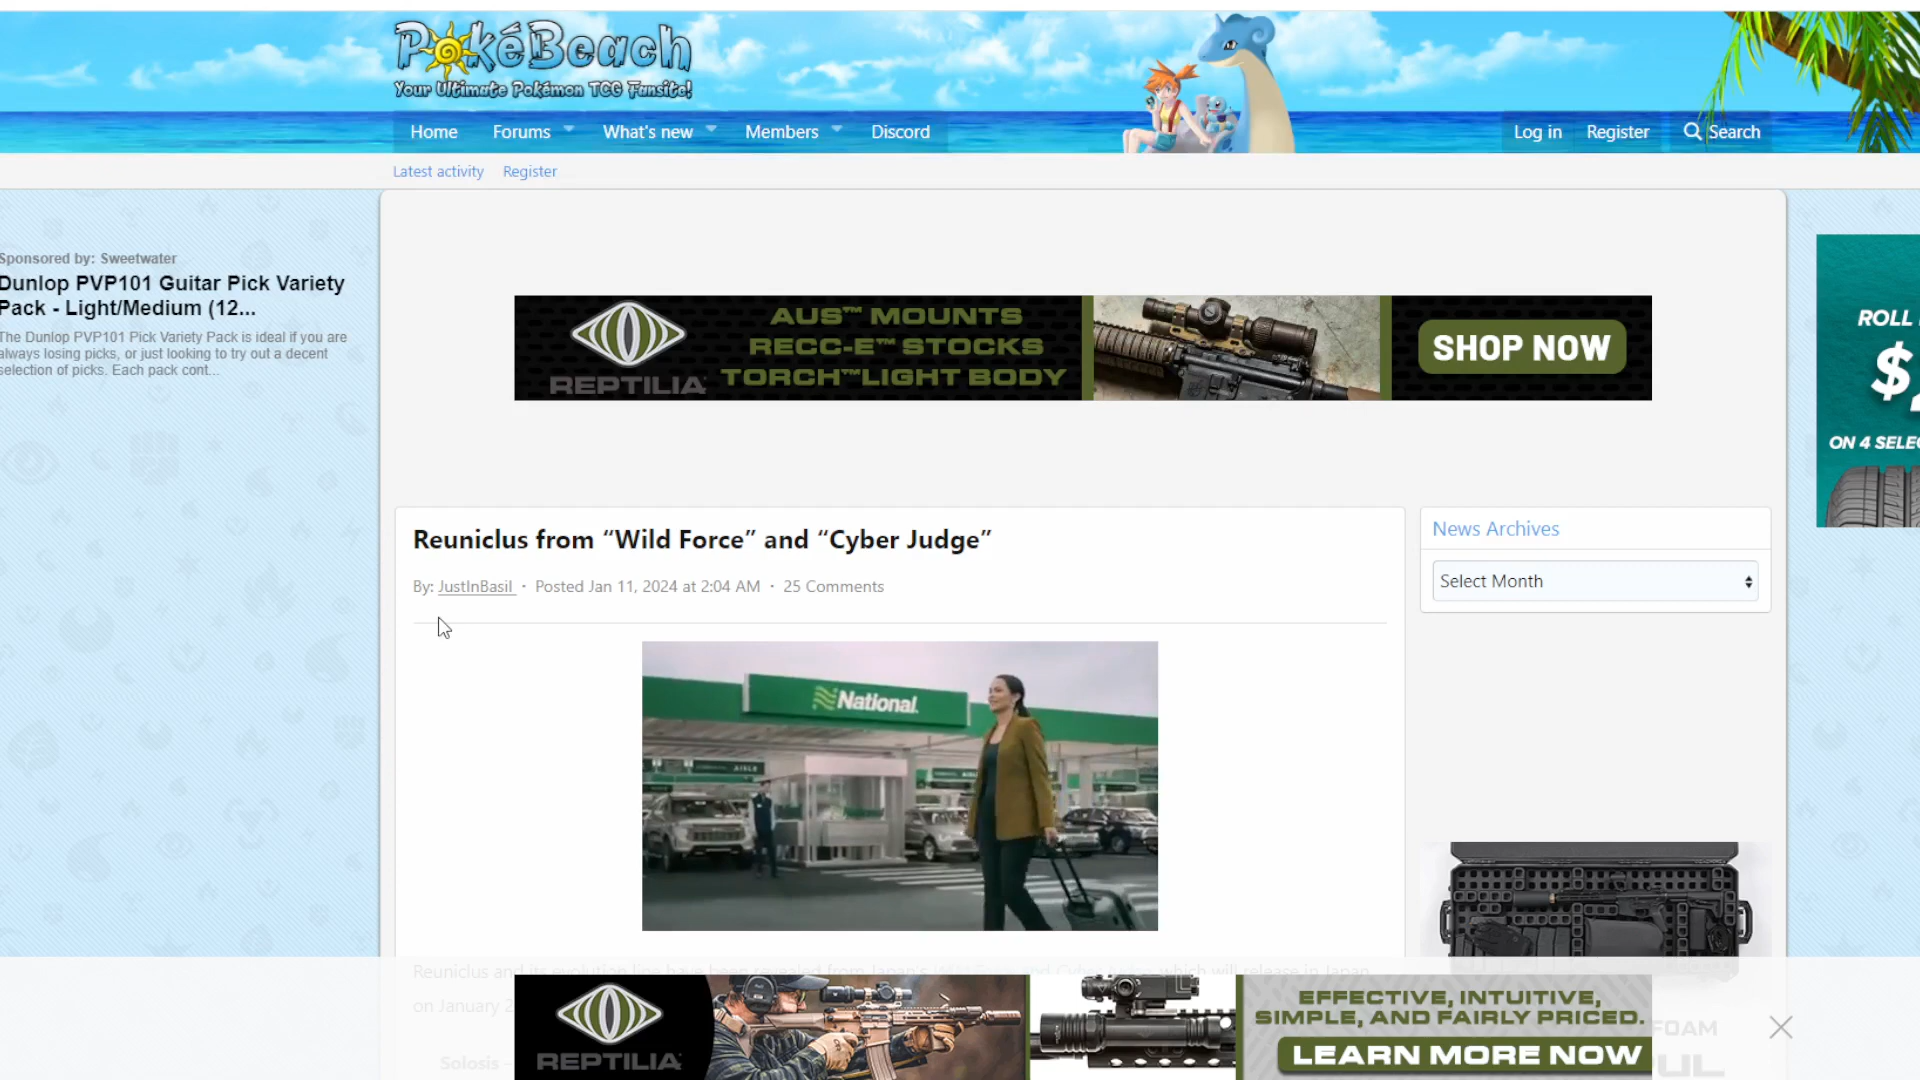 PokéBeach
Your Ultimate Pokémon TCG Fansite!
Home
Forums
What's new
Members
Discord
Log in
Register
Search
Latest activity
Register
Sponsored by: Sweetwater
Dunlop PVP101 Guitar Pick Variety
Pack - Light/Medium (12...
The Dunlop PVP101 Pick Variety Pack is ideal if you are
always losing picks, or just looking to try out a decent
selection of picks. Each pack cont...
REPTILIA
AUS™ MOUNTS
RECC-E™ STOCKS
TORCH™ LIGHT BODY
SHOP NOW
ROLL
$
ON 4
Reuniclus from “Wild Force” and “Cyber Judge”
By: JustInBasil · Posted Jan 11, 2024 at 2:04 AM · 25 Comments
News Archives
Select Month
National
Reuniclus and its evolution line have been revealed from Japan's Wild Force and Cyber Judge, which will release in Japan
on January
Solosis –
REPTILIA
EFFECTIVE, INTUITIVE,
SIMPLE, AND FAIRLY PRICED.
LEARN MORE NOW
FOAM